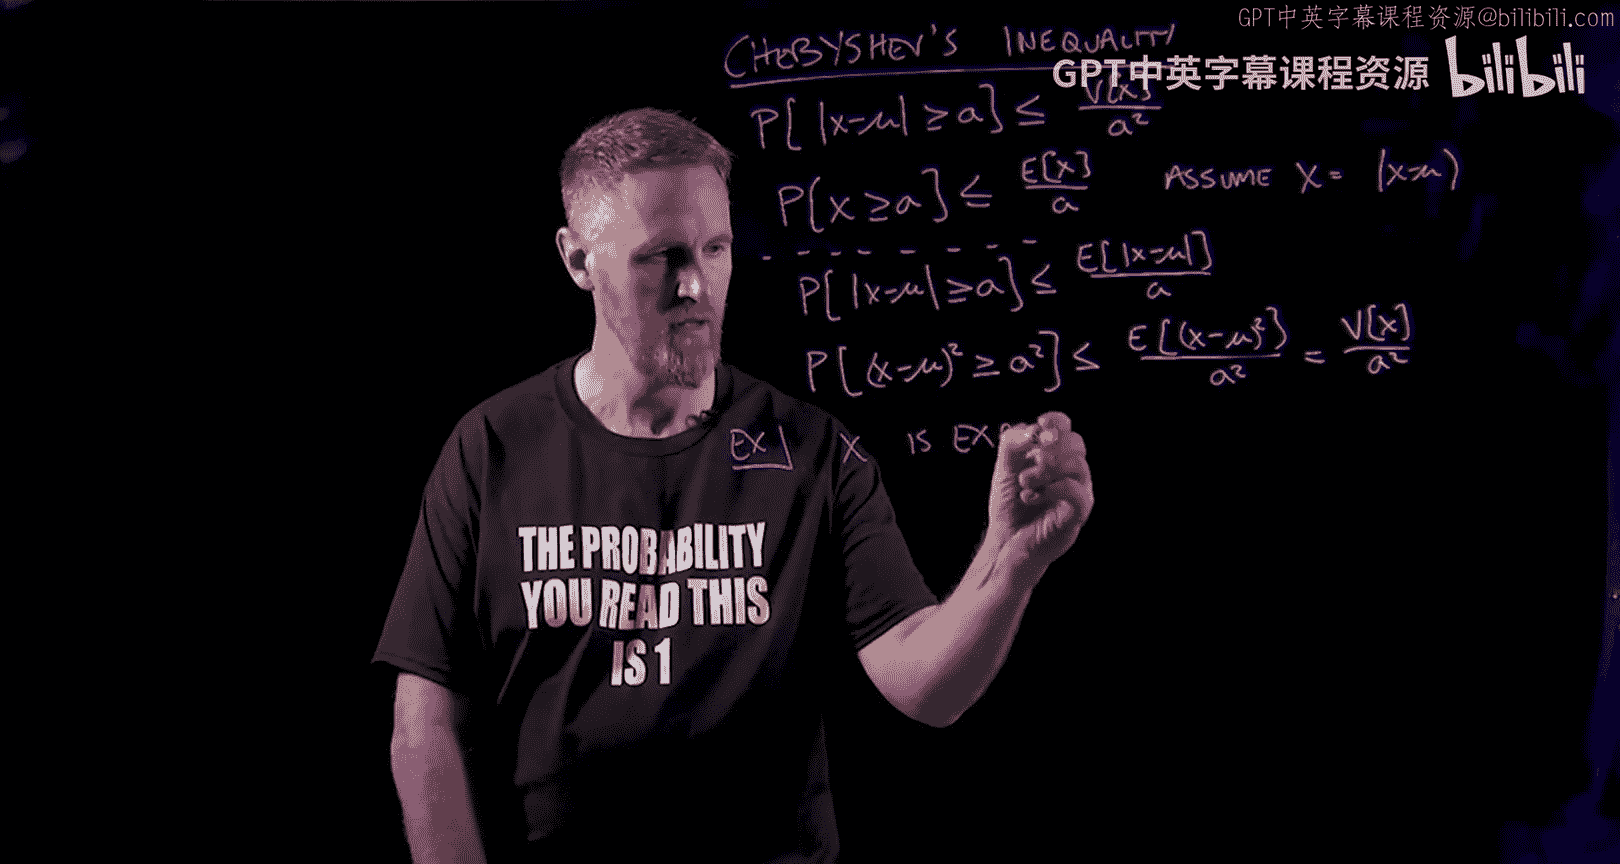 GPT中英字幕课程资源@bilibili.com
CHEBYSHEV'S INEQUALITY
GPT中英字幕课程资源 bilibili
P[|x-μ| ≥ a] ≤ V[x]/a²
P[X ≥ a] ≤ E[X]/a ASSUME X = |x-μ|
P[|x-μ| ≥ a] ≤ E[|x-μ|]/a
P[(x-μ)² ≥ a²] ≤ E[(x-μ)²]/a² = V[x]/a²
EX X IS
THE PROBABILITY
YOU READ THIS
IS 1